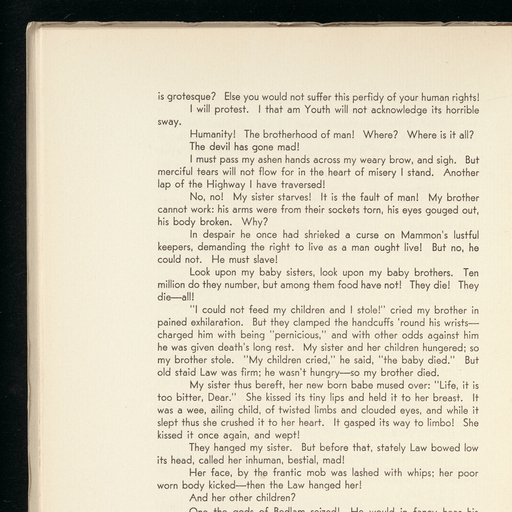 is grotesque? Else you would not suffer this perfidy of your human rights!
I will protest. I that am Youth will not acknowledge its horrible
sway.
Humanity! The brotherhood of man! Where? Where is it all?
The devil has gone mad!
I must pass my ashen hands across my weary brow, and sigh. But
merciful tears will not flow for in the heart of misery I stand. Another
lap of the Highway I have traversed!
No, no! My sister starves! It is the fault of man! My brother
cannot work: his arms were from their sockets torn, his eyes gouged out,
his body broken. Why?
In despair he once had shrieked a curse on Mammon's lustful
keepers, demanding the right to live as a man ought live! But no, he
could not. He must slave!
Look upon my baby sisters, look upon my baby brothers. Ten
million do they number, but among them food have not! They die! They
die—all!
"I could not feed my children and I stole!" cried my brother in
pained exhilaration. But they clamped the handcuffs 'round his wrists—
charged him with being "pernicious," and with other odds against him
he was given death's long rest. My sister and her children hungered; so
my brother stole. "My children cried," he said, "the baby died." But
old staid Law was firm; he wasn't hungry—so my brother died.
My sister thus bereft, her new born babe mused over: "Life, it is
too bitter, Dear." She kissed its tiny lips and held it to her breast. It
was a wee, ailing child, of twisted limbs and clouded eyes, and while it
slept thus she crushed it to her heart. It gasped its way to limbo! She
kissed it once again, and wept!
They hanged my sister. But before that, stately Law bowed low
its head, called her inhuman, bestial, mad!
Her face, by the frantic mob was lashed with whips; her poor
worn body kicked—then the Law hanged her!
And her other children?
One the gods of Bedlam seized! He would in fancy hear his